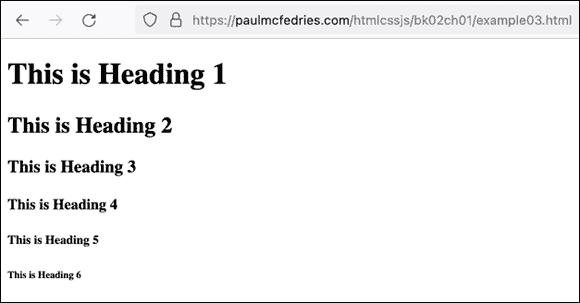 https://paulmcfedries.com/htmlcssjs/bk02ch01/example03.html
This is Heading 1
This is Heading 2
This is Heading 3
This is Heading 4
This is Heading 5
This is Heading 6